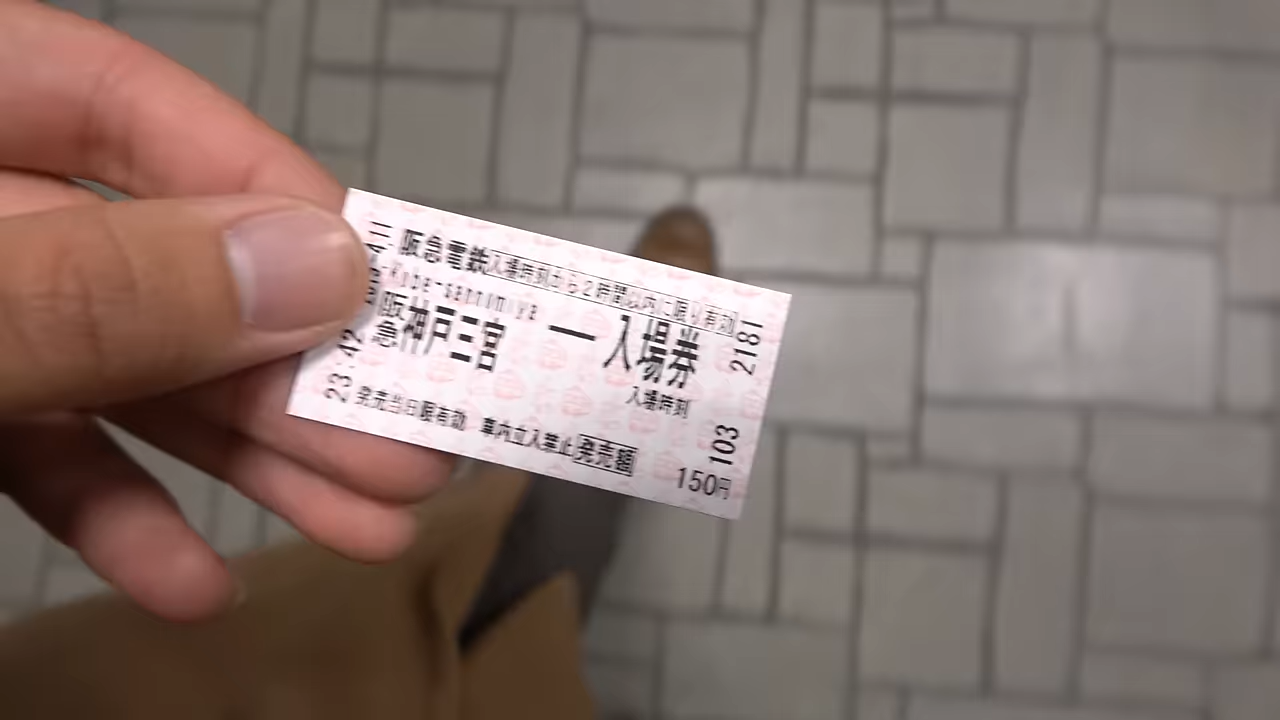 阪急電鉄 入場時刻から2時間以内に限り有効
Kobe-sannomiya
阪急神戸三宮 ー 入場券
入場時刻
発売当日限有効 車内立入禁止 発売額
150円
23:42
2181
103